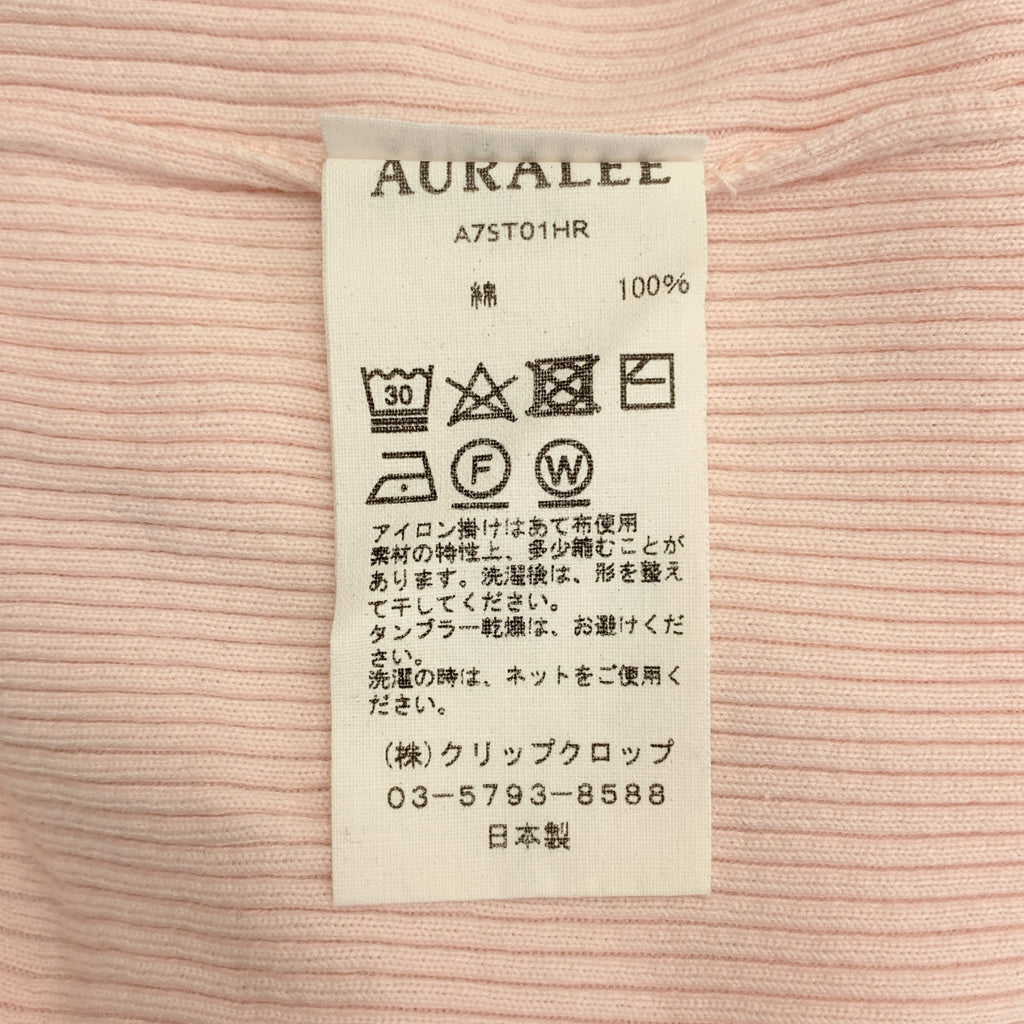 AURALEE
A7ST01HR
綿 100%
30
F W
アイロン掛けはあて布使用
素材の特性上、多少縮むことが
あります。洗濯後は、形を整え
て干してください。
タンブラー乾燥は、お避けくだ
さい。
洗濯の時は、ネットをご使用く
ださい。
(株)クリップクロップ
03-5793-8588
日本製